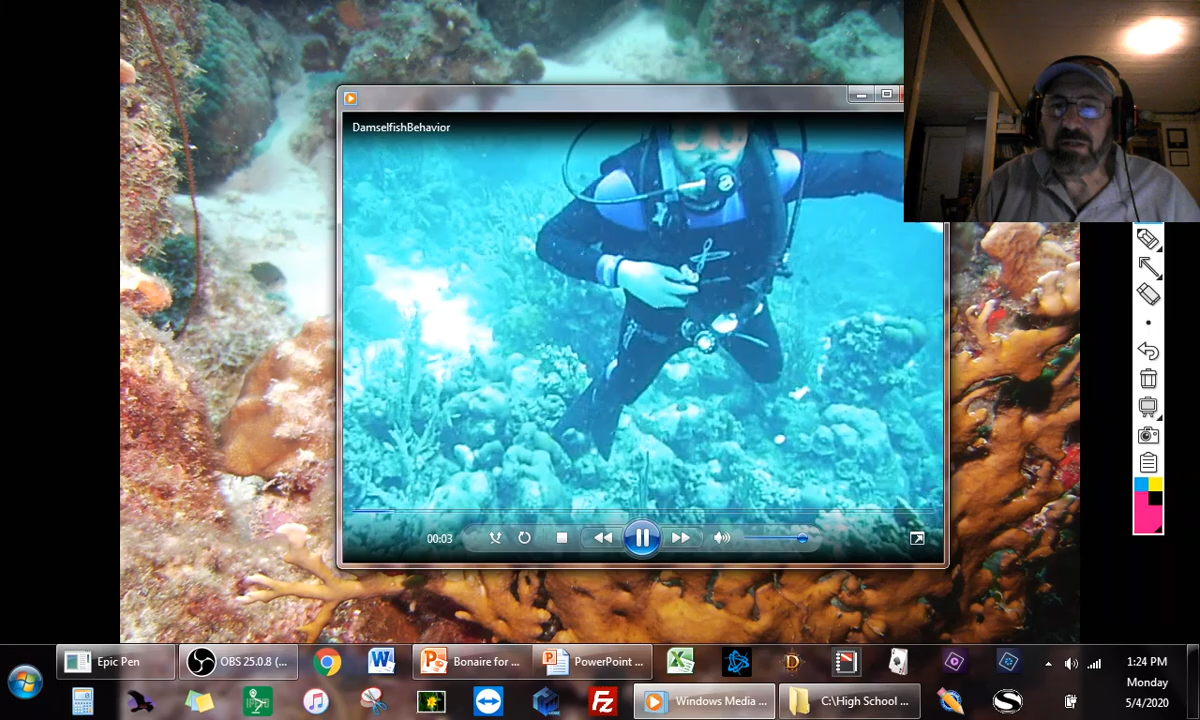 DamselfishBehavior
00:03
Epic Pen
OBS 25.0.8 (...
Bonaire for ...
PowerPoint ...
1:24 PM
Monday
5/4/2020
Windows Media ...
C:\High School ...